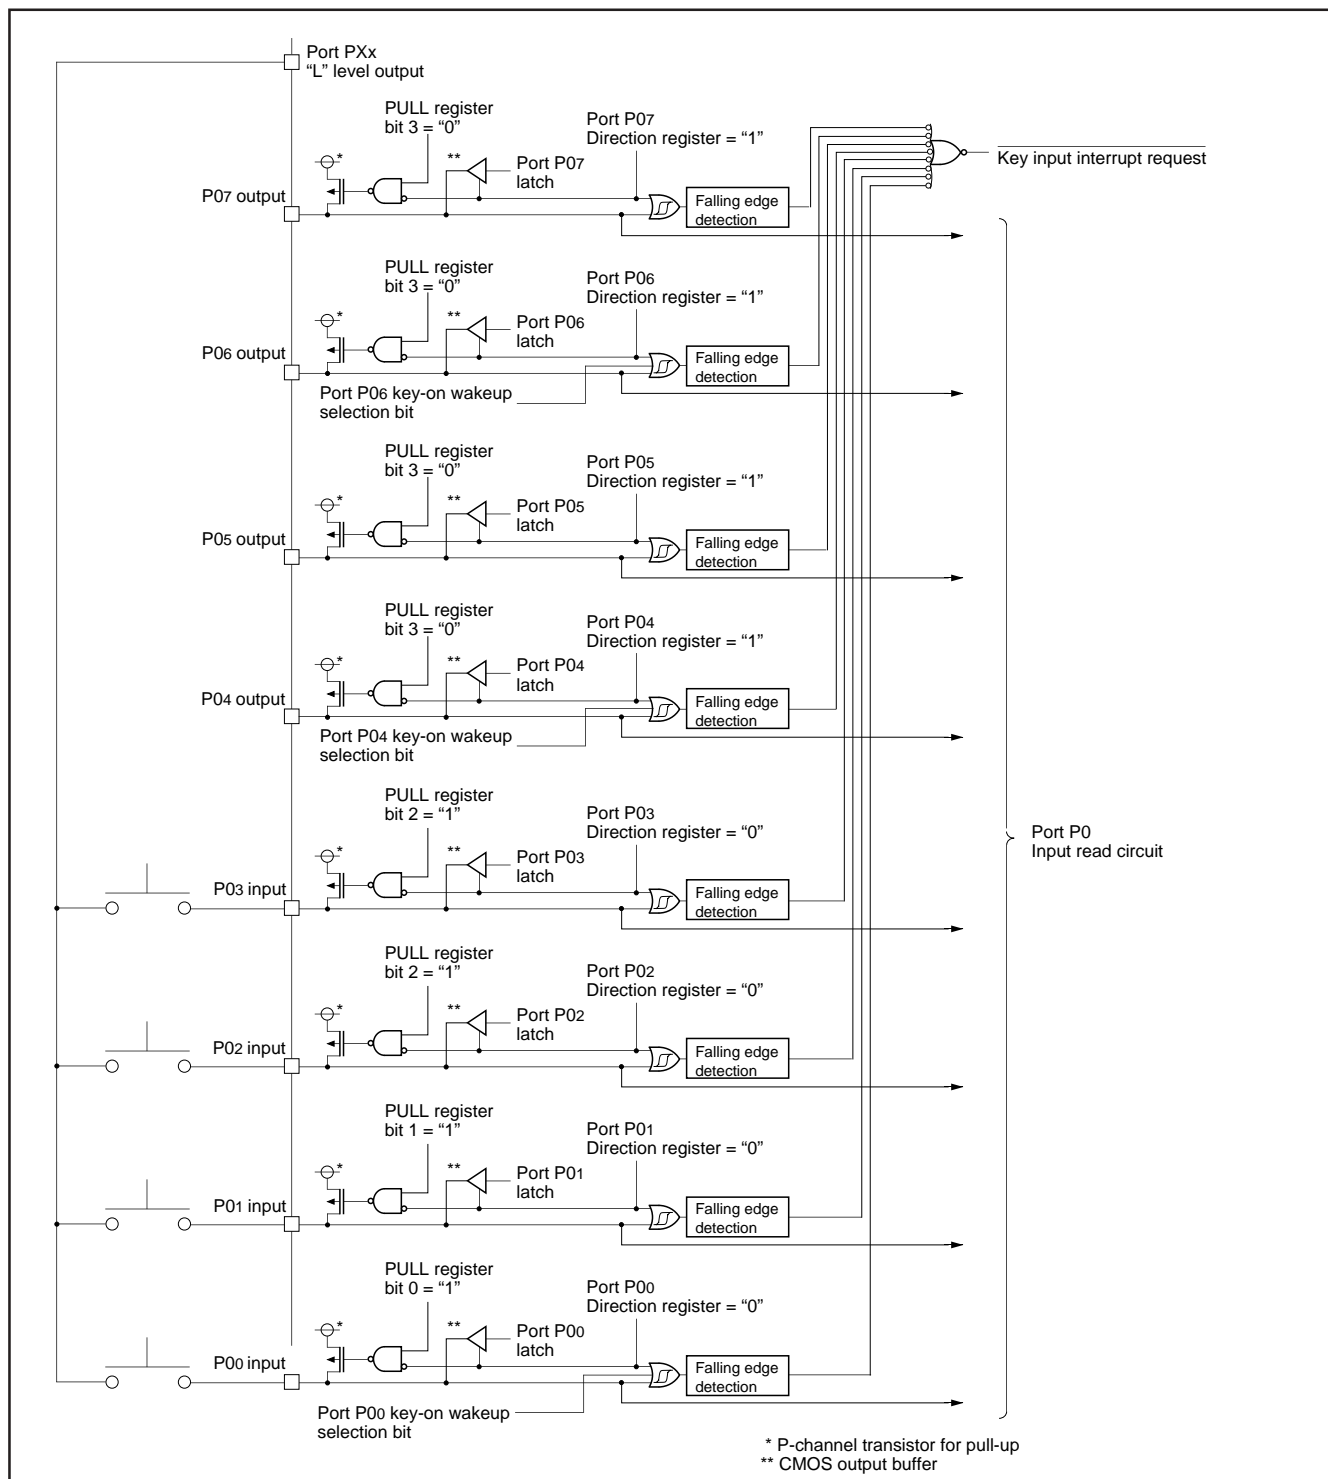 Port PXx
“L” level output
PULL register
bit 3 = “0”
Port P07
Direction register = “1”
*
**
Port P07
latch
P07 output
Falling edge
detection
Key input interrupt request
PULL register
bit 3 = “0”
Port P06
Direction register = “1”
*
**
Port P06
latch
P06 output
Falling edge
detection
Port P06 key-on wakeup
selection bit
PULL register
bit 3 = “0”
Port P05
Direction register = “1”
*
**
Port P05
latch
P05 output
Falling edge
detection
PULL register
bit 3 = “0”
Port P04
Direction register = “1”
*
**
Port P04
latch
P04 output
Falling edge
detection
Port P04 key-on wakeup
selection bit
PULL register
bit 2 = “1”
Port P03
Direction register = “0”
Port P0
Input read circuit
*
**
Port P03
latch
P03 input
Falling edge
detection
PULL register
bit 2 = “1”
Port P02
Direction register = “0”
*
**
Port P02
latch
P02 input
Falling edge
detection
PULL register
bit 1 = “1”
Port P01
Direction register = “0”
*
**
Port P01
latch
P01 input
Falling edge
detection
PULL register
bit 0 = “1”
Port P00
Direction register = “0”
*
**
Port P00
latch
P00 input
Falling edge
detection
Port P00 key-on wakeup
selection bit
* P-channel transistor for pull-up
** CMOS output buffer